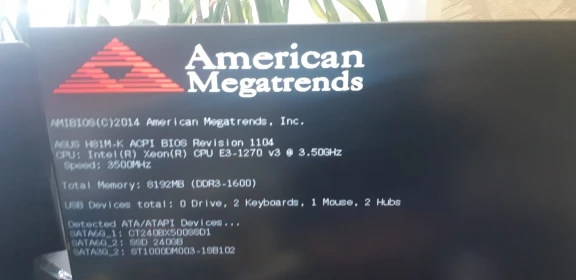 American
Megatrends
AMIBIOS(C)2014 American Megatrends, Inc.
ASUS H81M-K ACPI BIOS Revision 1104
CPU: Intel(R) Xeon(R) CPU E3-1270 v3 @ 3.50GHz
Speed: 3500MHz
Total Memory: 8192MB (DDR3-1600)
USB Devices total: 0 Drive, 2 Keyboards, 1 Mouse, 2 Hubs
Detected ATA/ATAPI Devices...
SATA6G_1: CT240BX500SSD1
SATA6G_2: SSD 240GB
SATA3G_2: ST1000DM003-1SB102